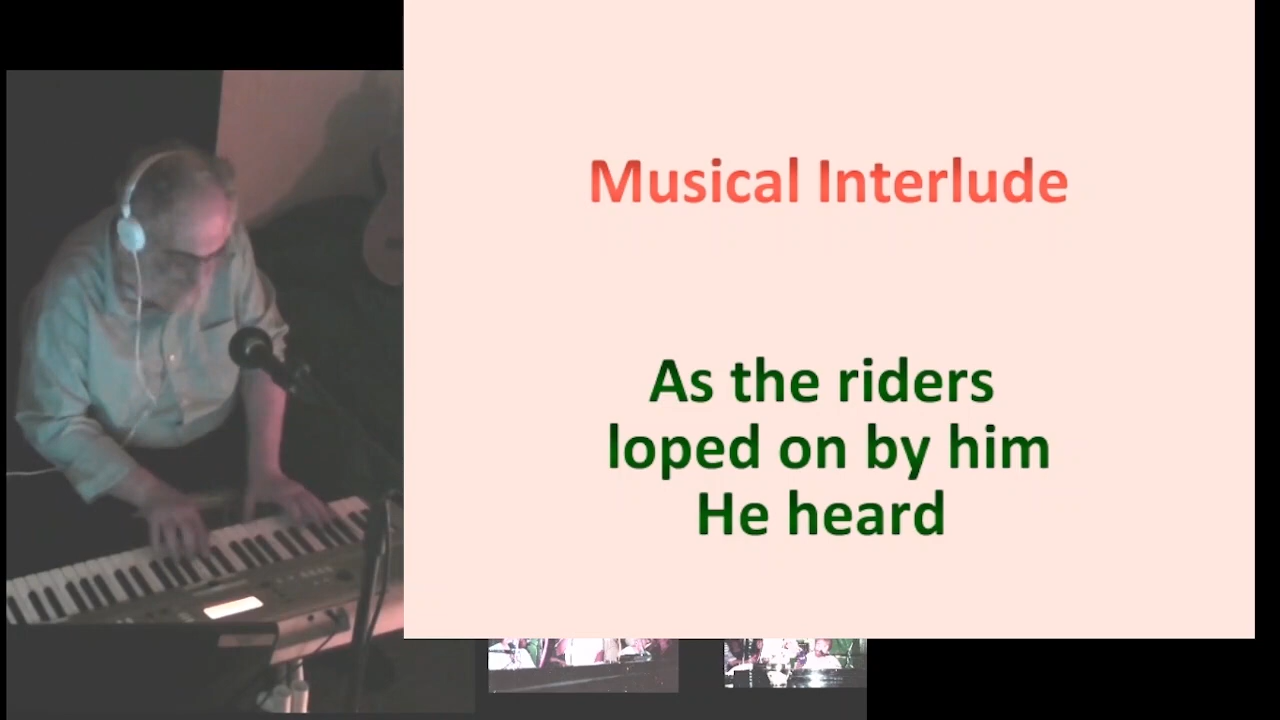 Musical Interlude
As the riders
loped on by him
He heard